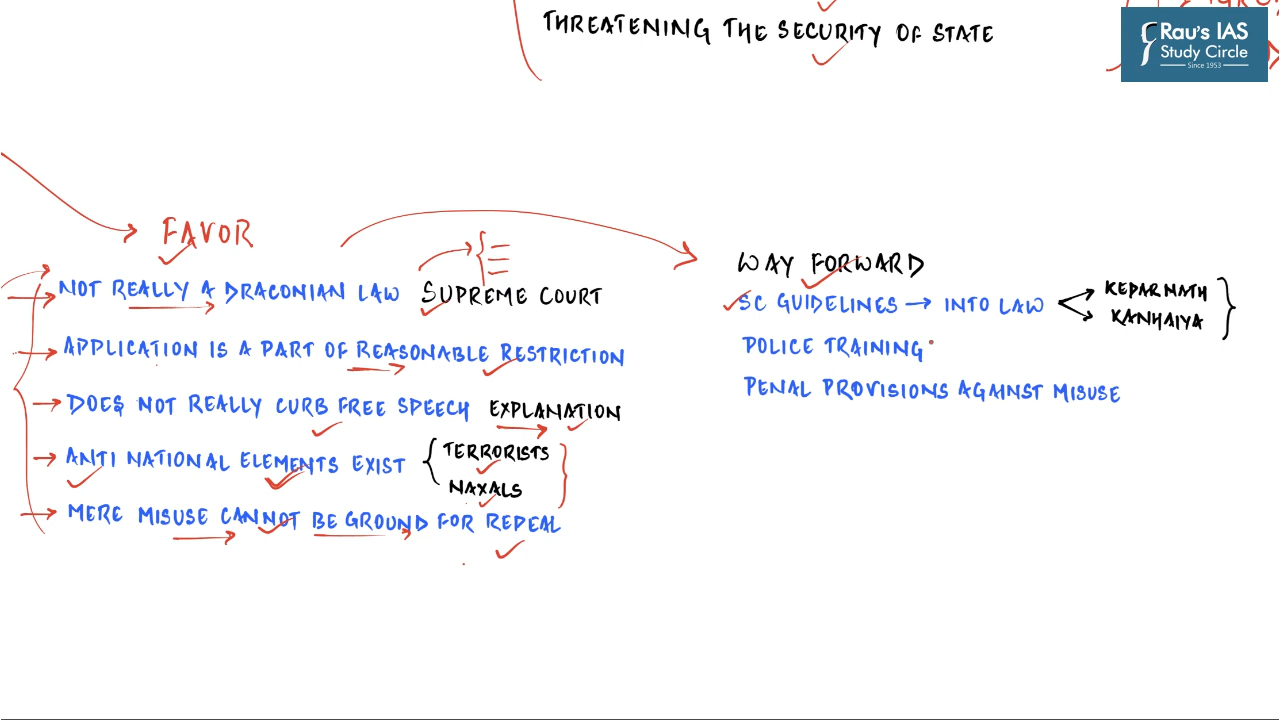 THREATENING THE SECURITY OF STATE
Rau's IAS
Study Circle
Since 1953
FAVOR
NOT REALLY A DRACONIAN LAW SUPREME COURT
APPLICATION IS A PART OF REASONABLE RESTRICTION
DOES NOT REALLY CURB FREE SPEECH EXPLANATION
ANTI NATIONAL ELEMENTS EXIST
TERRORISTS
NAXALS
MERE MISUSE CANNOT BE GROUND FOR REPEAL
WAY FORWARD
SC GUIDELINES → INTO LAW
KEDARNATH
KANHAIYA
POLICE TRAINING
PENAL PROVISIONS AGAINST MISUSE